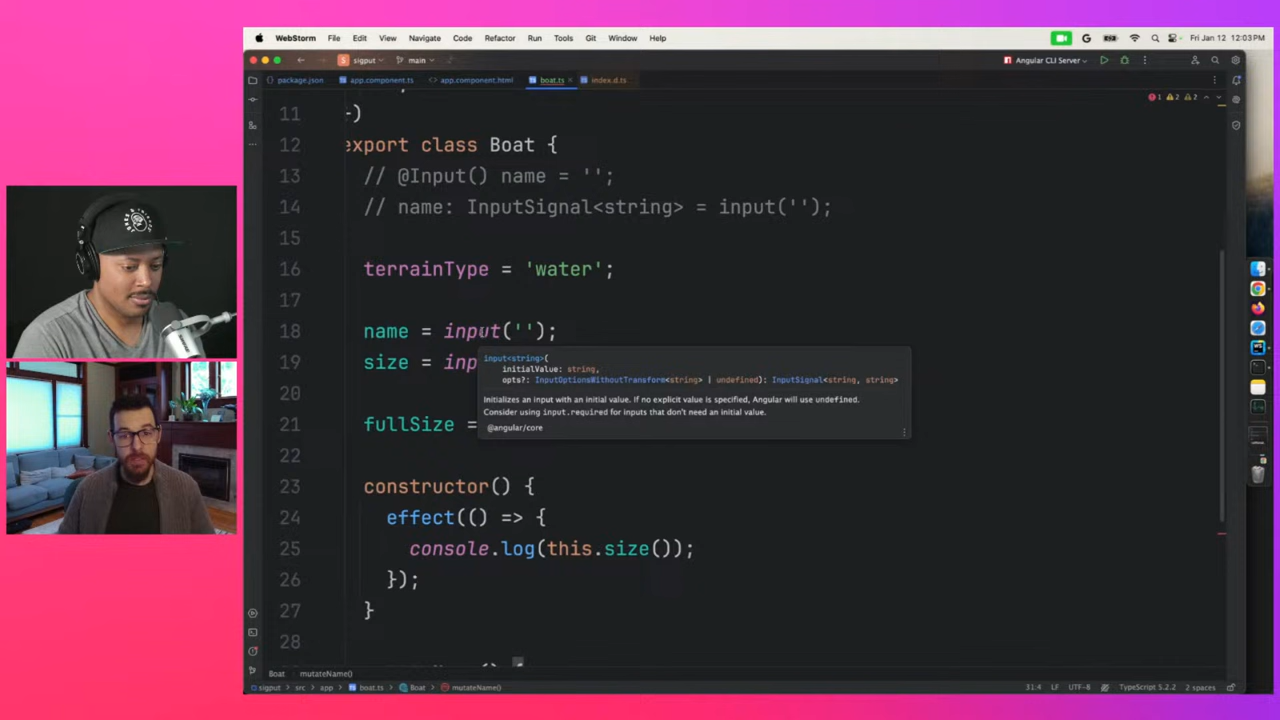 WebStorm File Edit View Navigate Code Refactor Run Tools Git Window Help Fri Jan 12 12:03PM
sigput main Angular CLI Server
package.json app.component.ts app.component.html boat.ts index.d.ts
1 2 2
11 )
12 export class Boat {
13 // @Input() name = '';
14 // name: InputSignal<string> = input('');
15
16 terrainType = 'water';
17
18 name = input('');
19 size = inp
input<string>(
initialValue: string,
opts?: InputOptionsWithoutTransform<string> | undefined): InputSignal<string, string>
Initializes an input with an initial value. If no explicit value is specified, Angular will use undefined.
Consider using input.required for inputs that don't need an initial value.
@angular/core
20
21 fullSize =
22
23 constructor() {
24 effect(() => {
25 console.log(this.size());
26 });
27 }
28
Boat mutateName()
sigput src app boat.ts Boat mutateName() 31:4 LF UTF-8 TypeScript 5.2.2 2 spaces